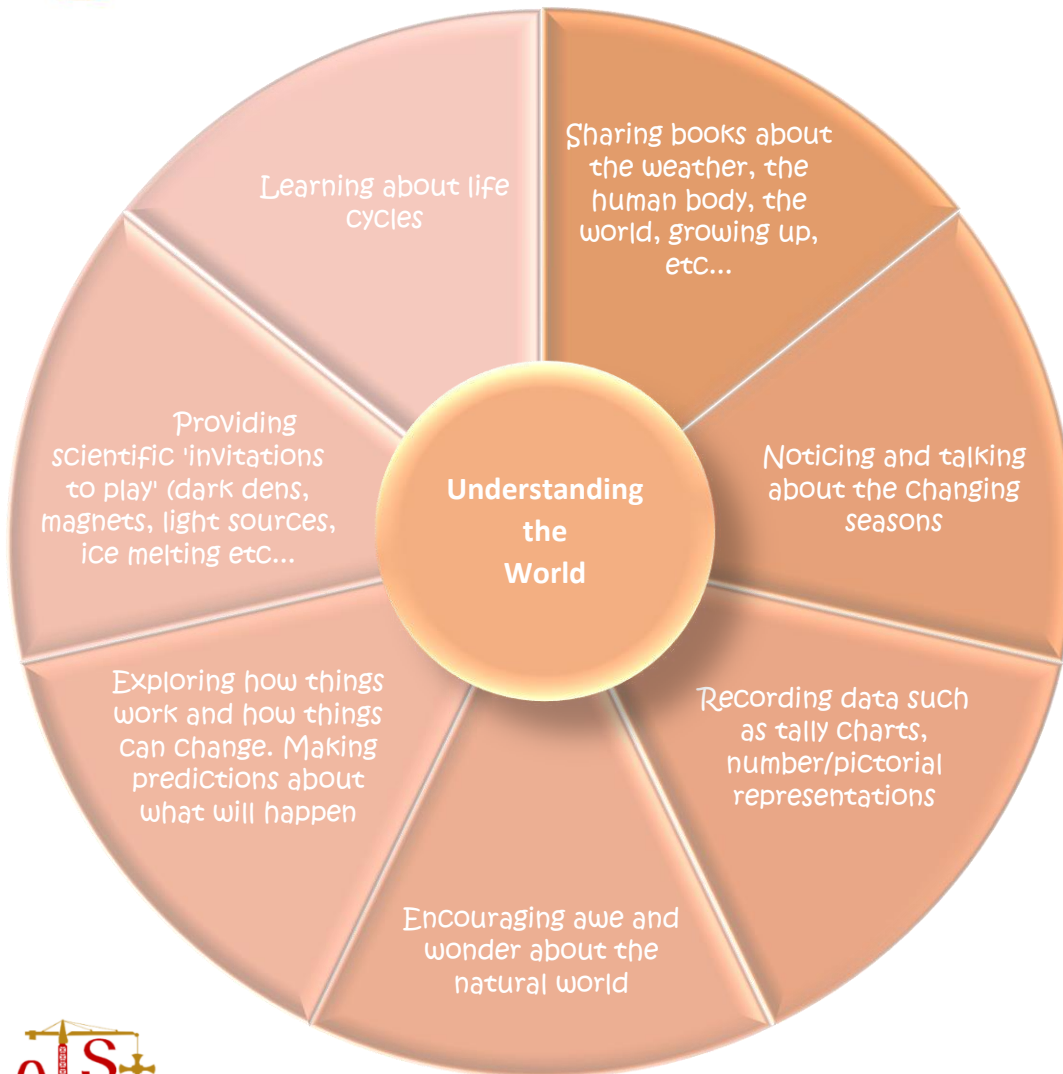 Sharing books about
the weather, the
human body, the
world, growing up,
etc...
Noticing and talking
about the changing
seasons
Recording data such
as tally charts,
number/pictorial
representations
Encouraging awe and
wonder about the
natural world
Exploring how things
work and how things
can change. Making
predictions about
what will happen
Providing
scientific 'invitations
to play' (dark dens,
magnets, light sources,
ice melting etc...
Learning about life
cycles
Understanding
the
World